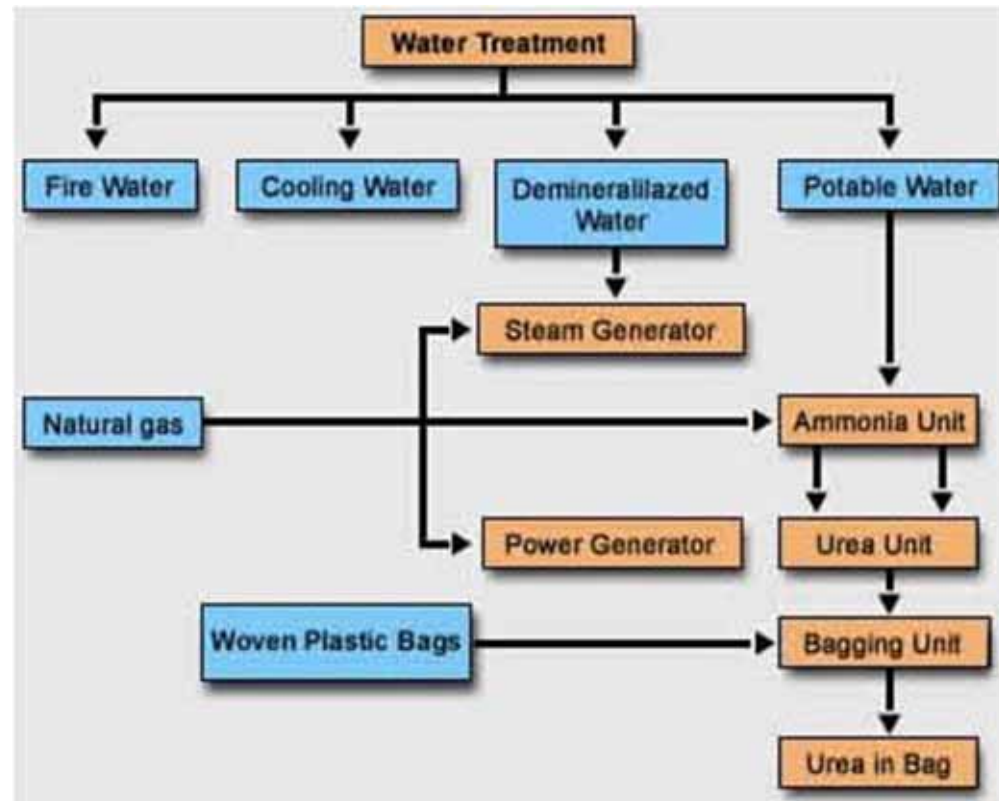 Water Treatment
Fire Water
Cooling Water
Demineralilazed
Water
Potable Water
Steam Generator
Natural gas
Ammonia Unit
Power Generator
Urea Unit
Woven Plastic Bags
Bagging Unit
Urea in Bag